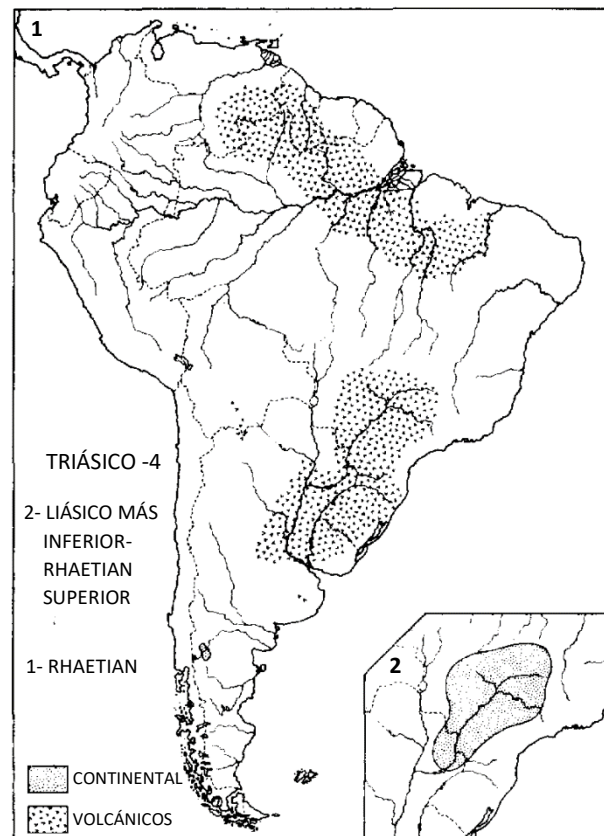 1
TRIÁSICO -4
2- LIÁSICO MÁS
INFERIOR-
RHAETIAN
SUPERIOR
1- RHAETIAN
2
CONTINENTAL
VOLCÁNICOS